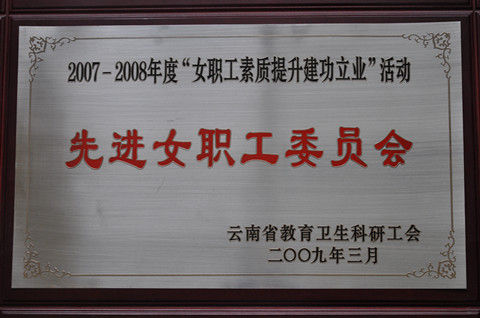 2007－2008年度“女职工素质提升建功立业”活动
先进女职工委员会
云南省教育卫生科研工会
二〇〇九年三月